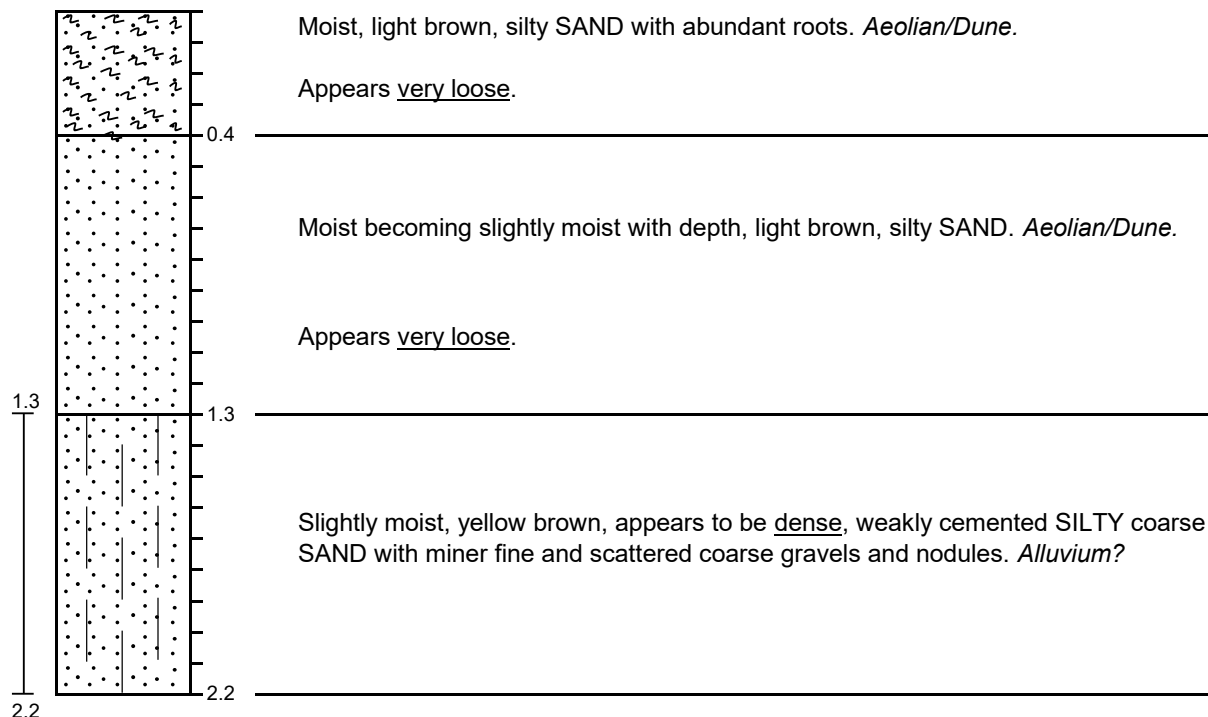 Moist, light brown, silty SAND with abundant roots. Aeolian/Dune.
Appears very loose.
0.4
Moist becoming slightly moist with depth, light brown, silty SAND. Aeolian/Dune.
Appears very loose.
1.3
1.3
Slightly moist, yellow brown, appears to be dense, weakly cemented SILTY coarse
SAND with miner fine and scattered coarse gravels and nodules. Alluvium?
2.2
2.2